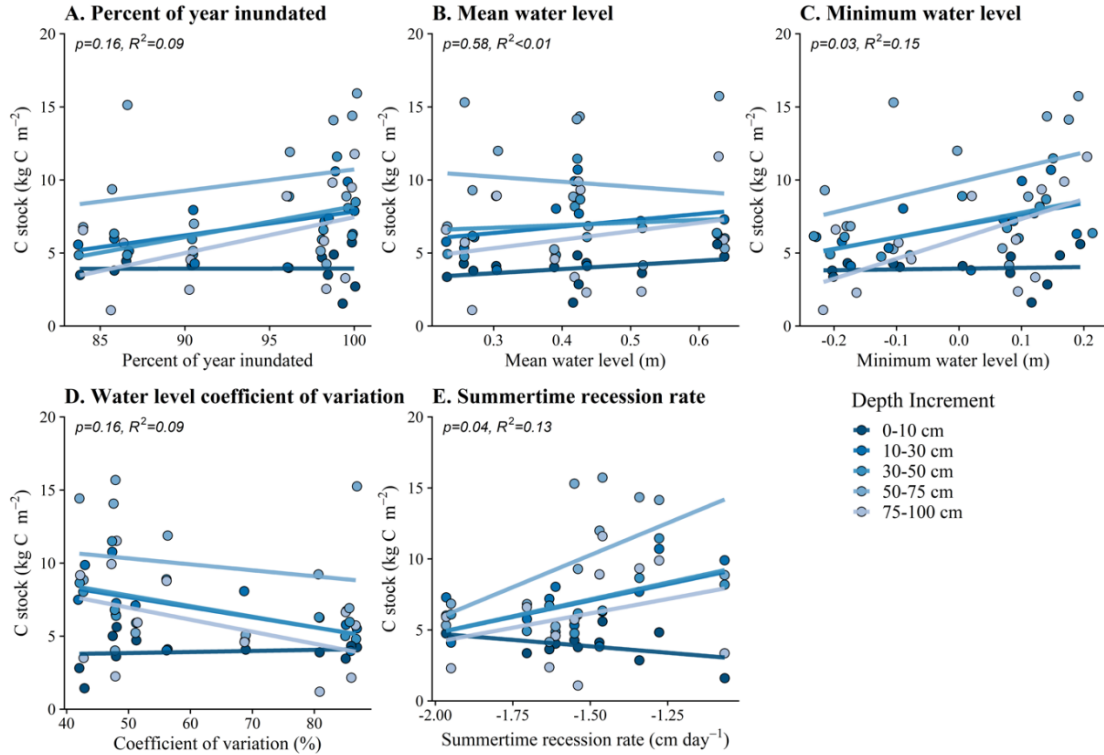 A. Percent of year inundated
p=0.16, R²=0.09
C stock (kg C m⁻²)
20
15
10
5
0
85
90
95
100
Percent of year inundated
B. Mean water level
p=0.58, R²<0.01
C stock (kg C m⁻²)
20
15
10
5
0
0.3
0.4
0.5
0.6
Mean water level (m)
C. Minimum water level
p=0.03, R²=0.15
C stock (kg C m⁻²)
20
15
10
5
0
-0.2
-0.1
0.0
0.1
0.2
Minimum water level (m)
D. Water level coefficient of variation
p=0.16, R²=0.09
C stock (kg C m⁻²)
20
15
10
5
0
40
50
60
70
80
Coefficient of variation (%)
E. Summertime recession rate
p=0.04, R²=0.13
C stock (kg C m⁻²)
20
15
10
5
0
-2.00
-1.75
-1.50
-1.25
Summertime recession rate (cm day⁻¹)
Depth Increment
0-10 cm
10-30 cm
30-50 cm
50-75 cm
75-100 cm